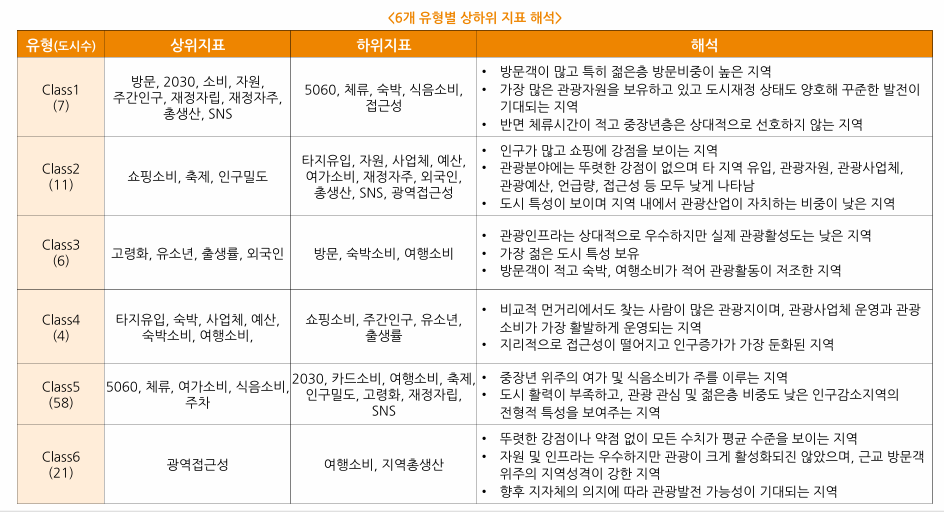 <6개 유형별 상하위 지표 해석>
유형(도시수) 상위지표 하위지표 해석
Class1
(7)
방문, 2030, 소비, 자원,
주간인구, 재정자립, 재정자주,
총생산, SNS
5060, 체류, 숙박, 식음소비,
접근성
• 방문객이 많고 특히 젊은층 방문비중이 높은 지역
• 가장 많은 관광자원을 보유하고 있고 도시재정 상태도 양호해 꾸준한 발전이
기대되는 지역
• 반면 체류시간이 적고 중장년층은 상대적으로 선호하지 않는 지역
Class2
(11)
쇼핑소비, 축제, 인구밀도
타지유입, 자원, 사업체, 예산,
여가소비, 재정자주, 외국인,
총생산, SNS, 광역접근성
• 인구가 많고 쇼핑에 강점을 보이는 지역
• 관광분야에는 뚜렷한 강점이 없으며 타 지역 유입, 관광자원, 관광사업체,
관광예산, 언급량, 접근성 등 모두 낮게 나타남
• 도시 특성이 보이며 지역 내에서 관광산업이 자치하는 비중이 낮은 지역
Class3
(6)
고령화, 유소년, 출생률, 외국인
방문, 숙박소비, 여행소비
• 관광인프라는 상대적으로 우수하지만 실제 관광활성도는 낮은 지역
• 가장 젊은 도시 특성 보유
• 방문객이 적고 숙박, 여행소비가 적어 관광활동이 저조한 지역
Class4
(4)
타지유입, 숙박, 사업체, 예산,
숙박소비, 여행소비,
쇼핑소비, 주간인구, 유소년,
출생률
• 비교적 먼거리에서도 찾는 사람이 많은 관광지이며, 관광사업체 운영과 관광
소비가 가장 활발하게 운영되는 지역
• 지리적으로 접근성이 떨어지고 인구증가가 가장 둔화된 지역
Class5
(58)
5060, 체류, 여가소비, 식음소비,
주차
2030, 카드소비, 여행소비, 축제,
인구밀도, 고령화, 재정자립,
SNS
• 중장년 위주의 여가 및 식음소비가 주를 이루는 지역
• 도시 활력이 부족하고, 관광 관심 및 젊은층 비중도 낮은 인구감소지역의
전형적 특성을 보여주는 지역
Class6
(21)
광역접근성
여행소비, 지역총생산
• 뚜렷한 강점이나 약점 없이 모든 수치가 평균 수준을 보이는 지역
• 자원 및 인프라는 우수하지만 관광이 크게 활성화되진 않았으며, 근교 방문객
위주의 지역성격이 강한 지역
• 향후 지자체의 의지에 따라 관광발전 가능성이 기대되는 지역